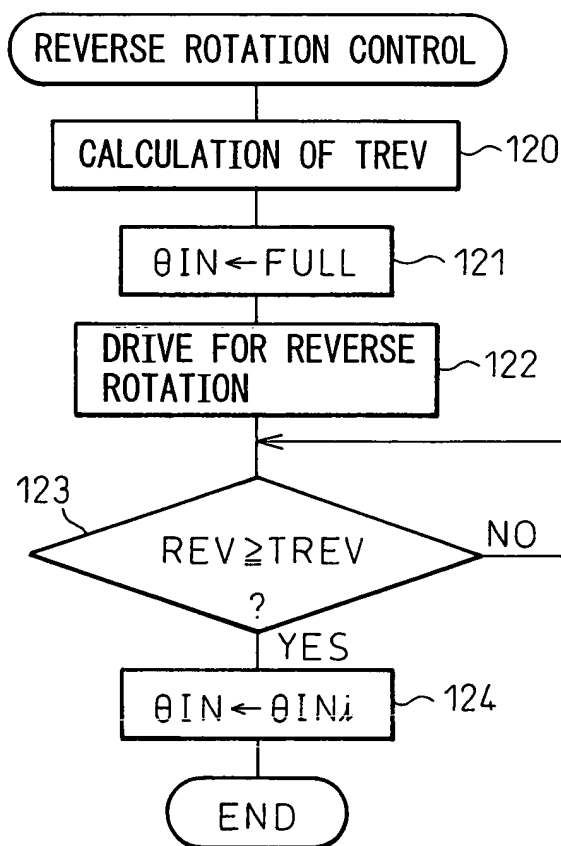 REVERSE ROTATION CONTROL
CALCULATION OF TREV
120
θIN←FULL
121
DRIVE FOR REVERSE
ROTATION
122
123
REV≧TREV
?
NO
YES
θIN←θINi
124
END